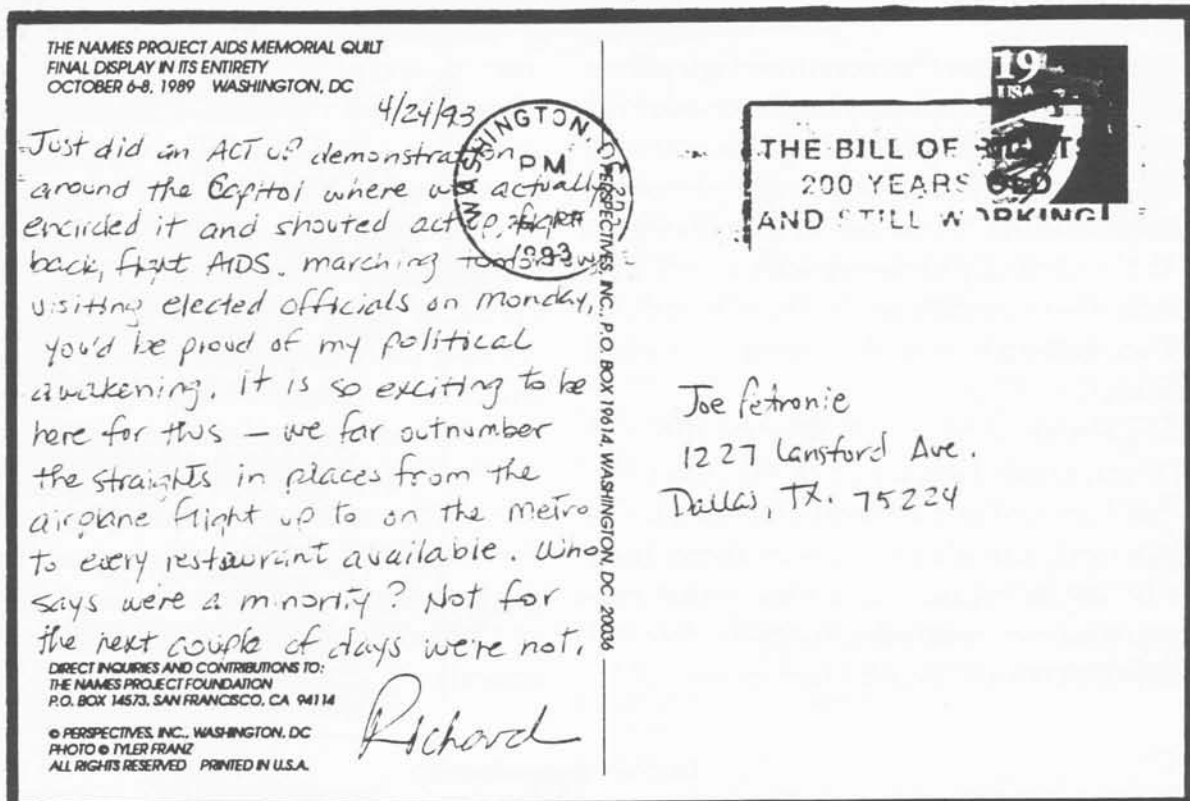 THE NAMES PROJECT AIDS MEMORIAL QUILT
FINAL DISPLAY IN ITS ENTIRETY
OCTOBER 6-8, 1989 WASHINGTON, DC
4/24/93
Just did an ACT UP demonstration
around the Capitol where we actually
encircled it and shouted act up, fight
back, fight AIDS. marching tomorrow,
visiting elected officials on monday,
you'd be proud of my political
awakening. it is so exciting to be
here for this — we far outnumber
the straights in places from the
airplane flight up to on the metro
to every restaurant available. Who
says we're a minority? Not for
the next couple of days we're not.
Richard
DIRECT INQUIRIES AND CONTRIBUTIONS TO:
THE NAMES PROJECT FOUNDATION
P.O. BOX 14573, SAN FRANCISCO, CA 94114
© PERSPECTIVES, INC., WASHINGTON, DC
PHOTO © TYLER FRANZ
ALL RIGHTS RESERVED PRINTED IN U.S.A.
PERSPECTIVES, INC. P.O. BOX 19614, WASHINGTON, DC 20036
WASHINGTON, DC
PM
1993
19
USA
THE BILL OF RIGHTS
200 YEARS OLD
AND STILL WORKING!
Joe Petronie
1227 Lansford Ave.
Dallas TX. 75224